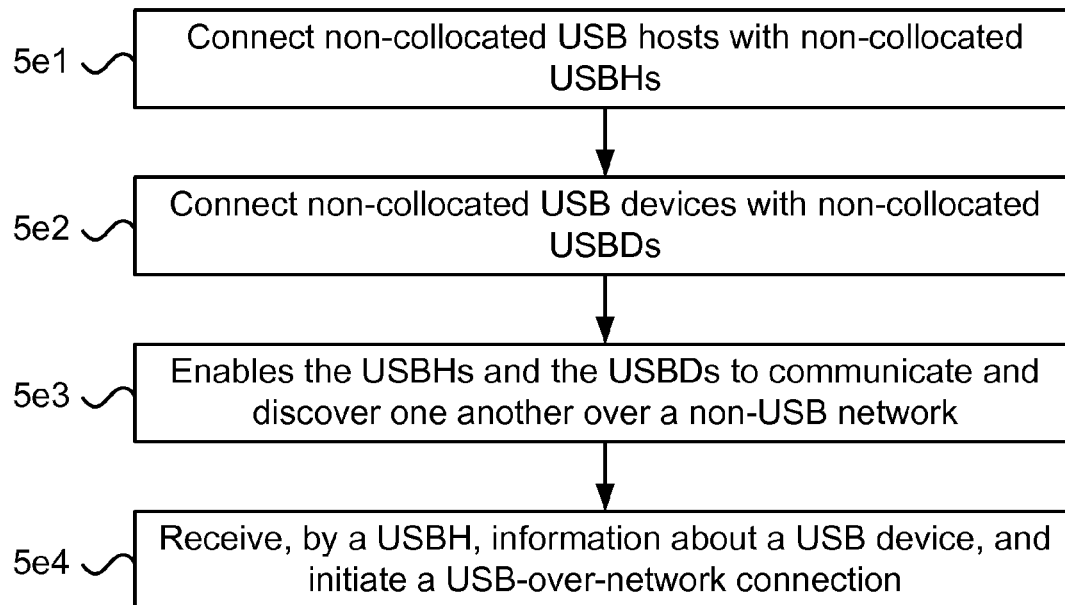 5e1
Connect non-collocated USB hosts with non-collocated
USBHs
5e2
Connect non-collocated USB devices with non-collocated
USBDs
5e3
Enables the USBHs and the USBDs to communicate and
discover one another over a non-USB network
5e4
Receive, by a USBH, information about a USB device, and
initiate a USB-over-network connection